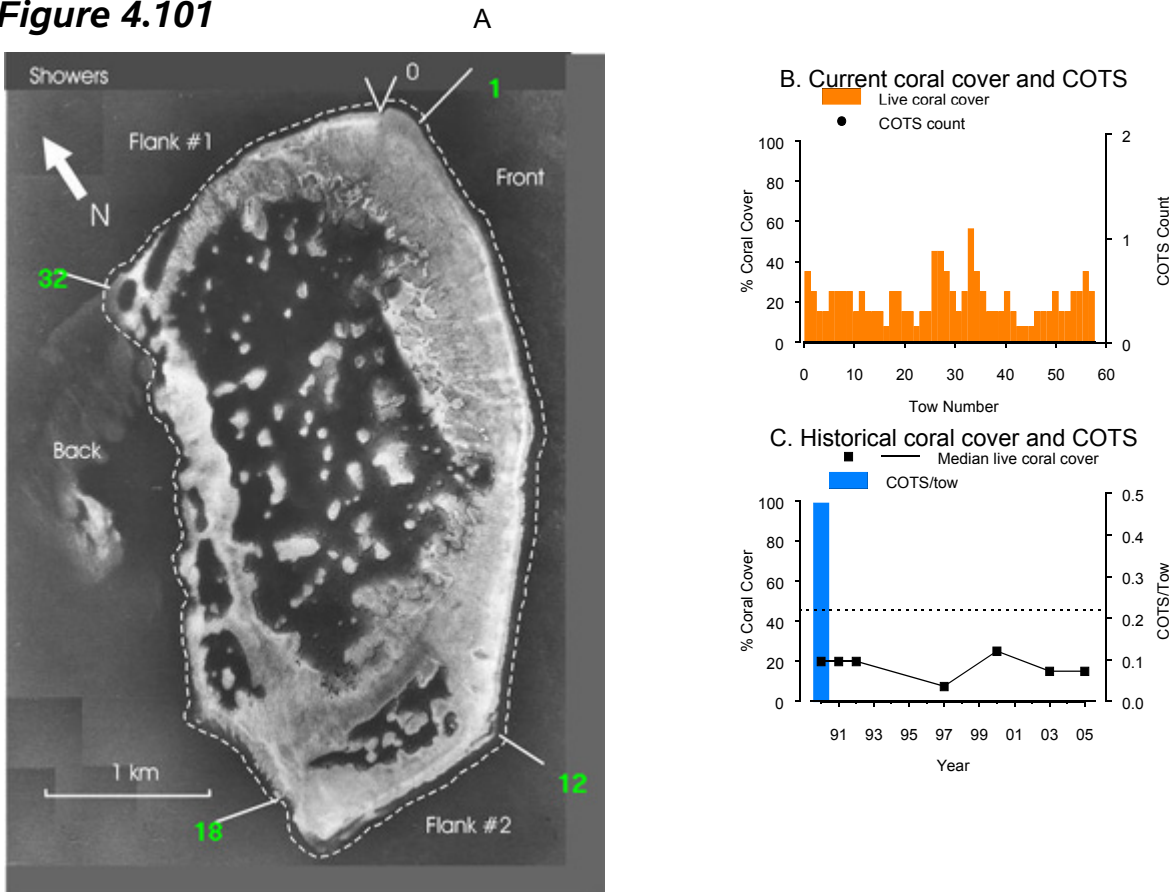 Figure 4.101
A
Showers
0
1
Flank #1
Front
N
32
Back
1 km
12
18
Flank #2
B. Current coral cover and COTS
Live coral cover
COTS count
100
80
60
40
20
0
% Coral Cover
2
1
0
COTS Count
0 10 20 30 40 50 60
Tow Number
C. Historical coral cover and COTS
Median live coral cover
COTS/tow
100
80
60
40
20
0
% Coral Cover
0.5
0.4
0.3
0.2
0.1
0.0
COTS/Tow
91 93 95 97 99 01 03 05
Year